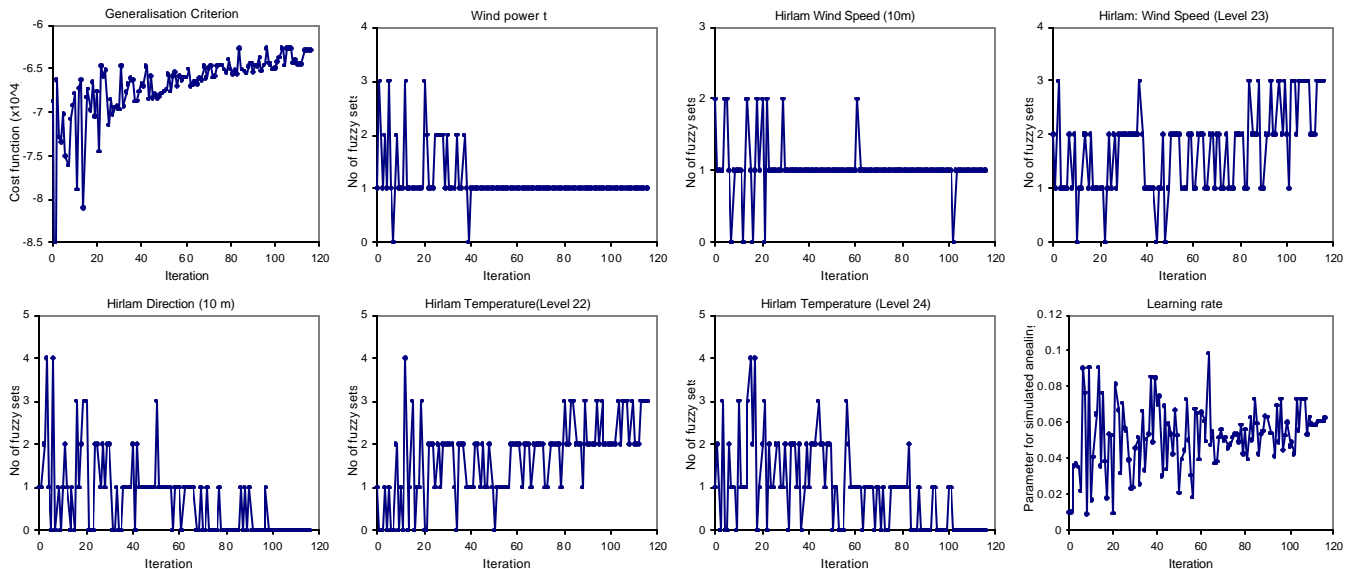 Generalisation Criterion
Cost function (x10^4
-6
-6.5
-7
-7.5
-8
-8.5
0 20 40 60 80 100 120
Iteration
Wind power t
No of fuzzy sets
4
3
2
1
0
0 20 40 60 80 100 120
Iteration
Hirlam Wind Speed (10m)
No of fuzzy sets
3
2
1
0
0 20 40 60 80 100 120
Iteration
Hirlam: Wind Speed (Level 23)
No of fuzzy sets
4
3
2
1
0
0 20 40 60 80 100 120
Iteration
Hirlam Direction (10 m)
No of fuzzy sets
5
4
3
2
1
0
0 20 40 60 80 100 120
Iteration
Hirlam Temperature(Level 22)
No of fuzzy sets
5
4
3
2
1
0
0 20 40 60 80 100 120
Iteration
Hirlam Temperature (Level 24)
No of fuzzy sets
5
4
3
2
1
0
0 20 40 60 80 100 120
Iteration
Learning rate
Parameter for simulated anealing
0.12
0.1
0.08
0.06
0.04
0.02
0
0 20 40 60 80 100 120
Iteration